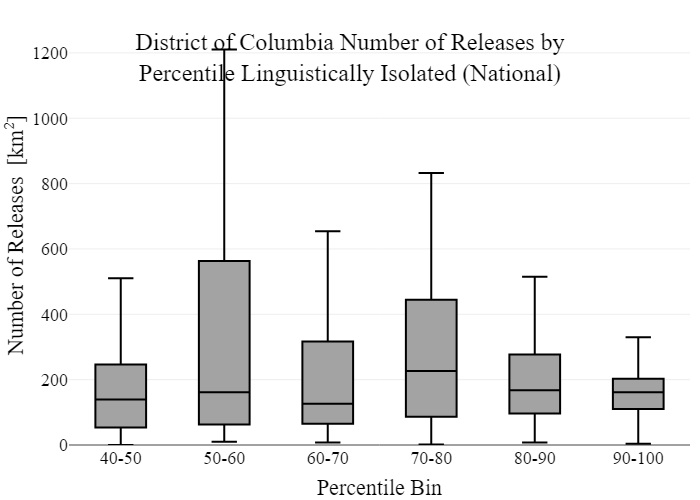 District of Columbia Number of Releases by
Percentile Linguistically Isolated (National)
Number of Releases [km²]
1200
1000
800
600
400
200
0
40-50 50-60 60-70 70-80 80-90 90-100
Percentile Bin